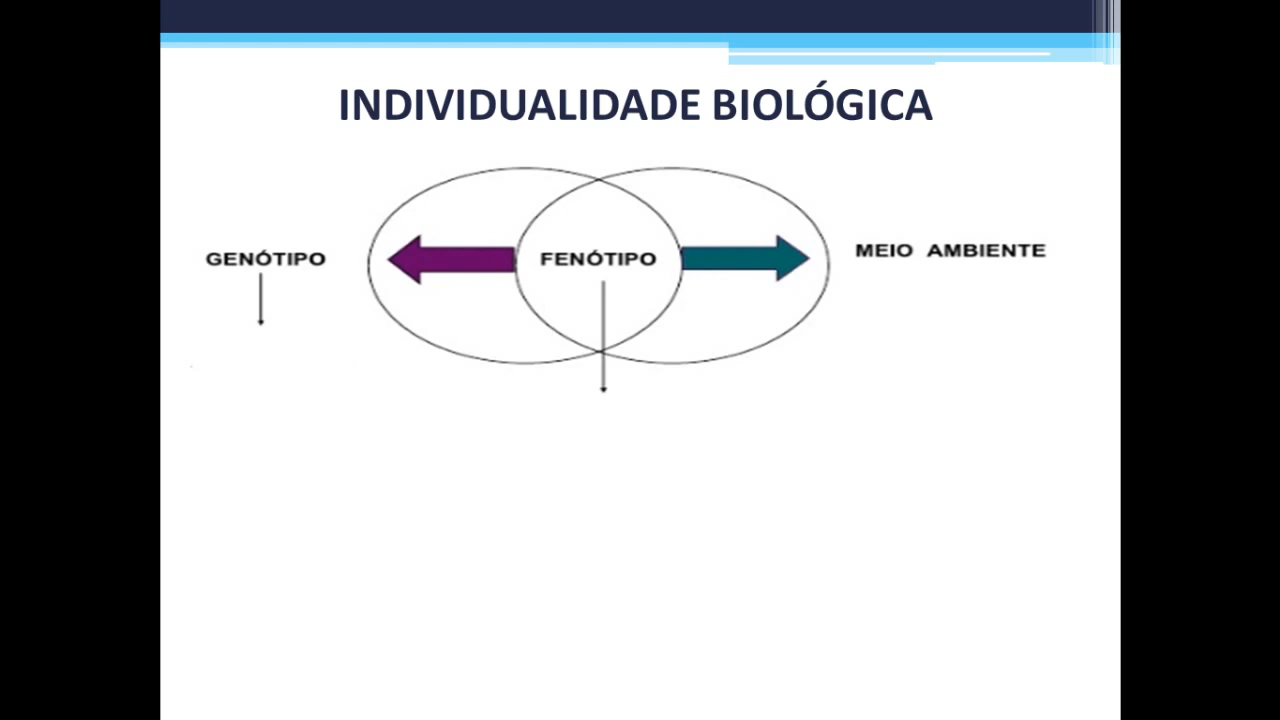 INDIVIDUALIDADE BIOLÓGICA
GENÓTIPO
FENÓTIPO
MEIO AMBIENTE